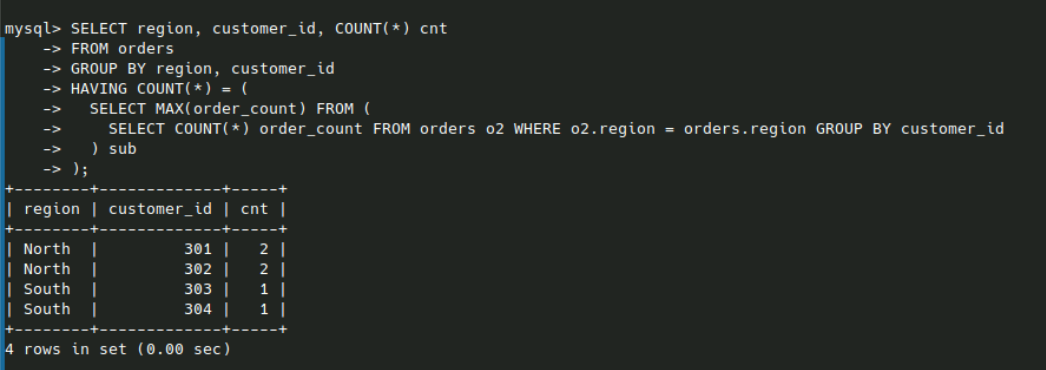 mysql> SELECT region, customer_id, COUNT(*) cnt
    -> FROM orders
    -> GROUP BY region, customer_id
    -> HAVING COUNT(*) = (
    ->   SELECT MAX(order_count) FROM (
    ->     SELECT COUNT(*) order_count FROM orders o2 WHERE o2.region = orders.region GROUP BY customer_id
    ->   ) sub
    -> );
+--------+-------------+-----+
| region | customer_id | cnt |
+--------+-------------+-----+
| North  |         301 |   2 |
| North  |         302 |   2 |
| South  |         303 |   1 |
| South  |         304 |   1 |
+--------+-------------+-----+
4 rows in set (0.00 sec)